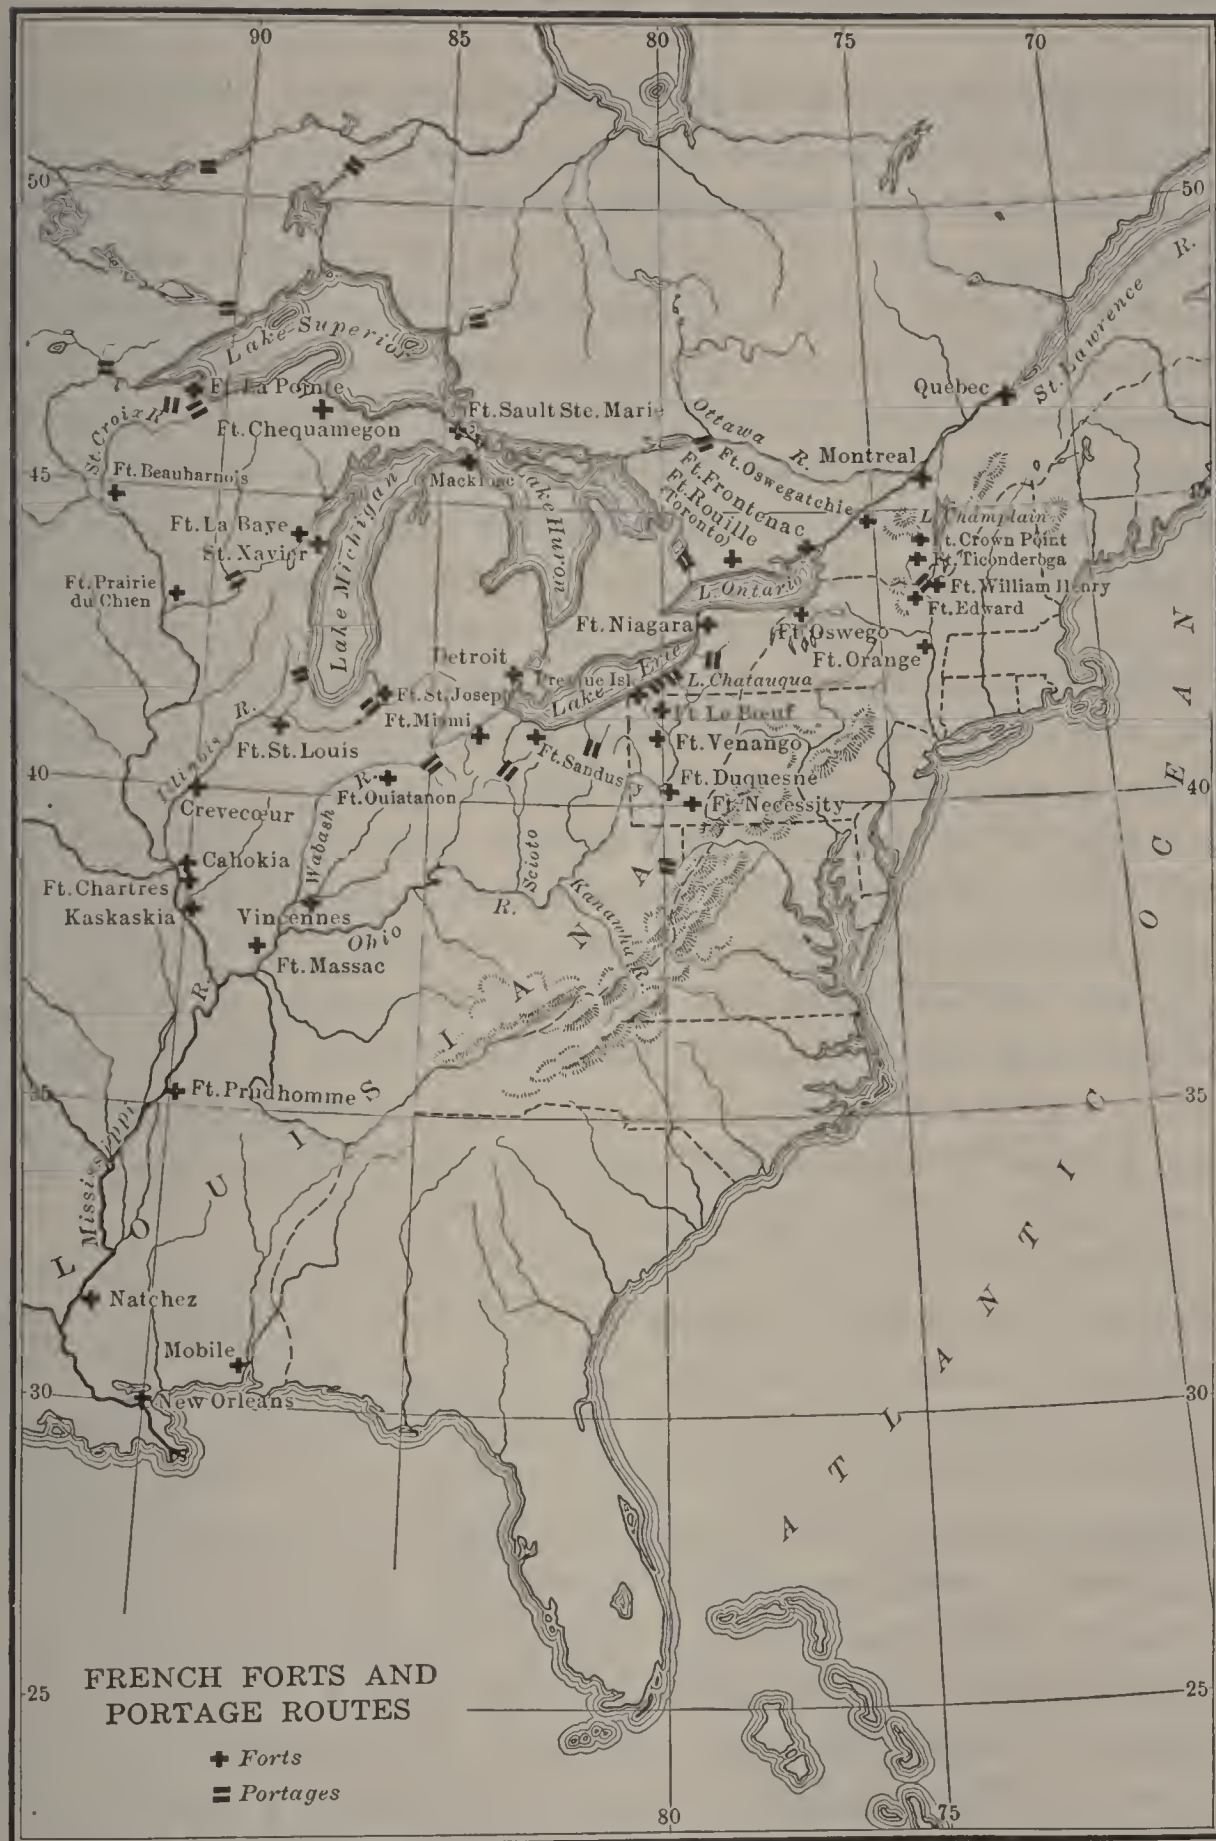 90 85 80 75 70
50
50
Lake Superior
Ft. La Pointe
Ft. Chequamegon
Ft. Sault Ste. Marie
St. Croix R.
Ft. Beauharnois
45
45
Quebec
St. Lawrence R.
Ottawa R.
Montreal
Ft. Oswegatchie
Ft. Frontenac
Ft. Rouille
(Toronto)
Lake Huron
Lake Michigan
Ft. La Baye
St. Xavier
Ft. Prairie
du Chien
L. Champlain
Ft. Crown Point
Ft. Ticonderoga
Ft. William Henry
Ft. Edward
L. Ontario
Ft. Niagara
Ft. Oswego
Ft. Orange
Detroit
Presque Isl.
Lake Erie
L. Chatauqua
Ft. St. Josep
Ft. Miami
Ft. Le Bœuf
Ft. Venango
Ft. Sandusky
Ft. Duquesne
Ft. Necessity
Illinois R.
Ft. St. Louis
40
Crevecœur
Wabash R.
Ft. Ouiatanon
Cahokia
Ft. Chartres
Kaskaskia
Vincennes
Ohio R.
Scioto
Kanawha R.
Ft. Massac
Mississippi R.
35
35
Ft. Prudhomme
LOUISIANA
Natchez
Mobile
New Orleans
30
30
ATLANTIC OCEAN
25
25
FRENCH FORTS AND
PORTAGE ROUTES
Forts
Portages
80 75